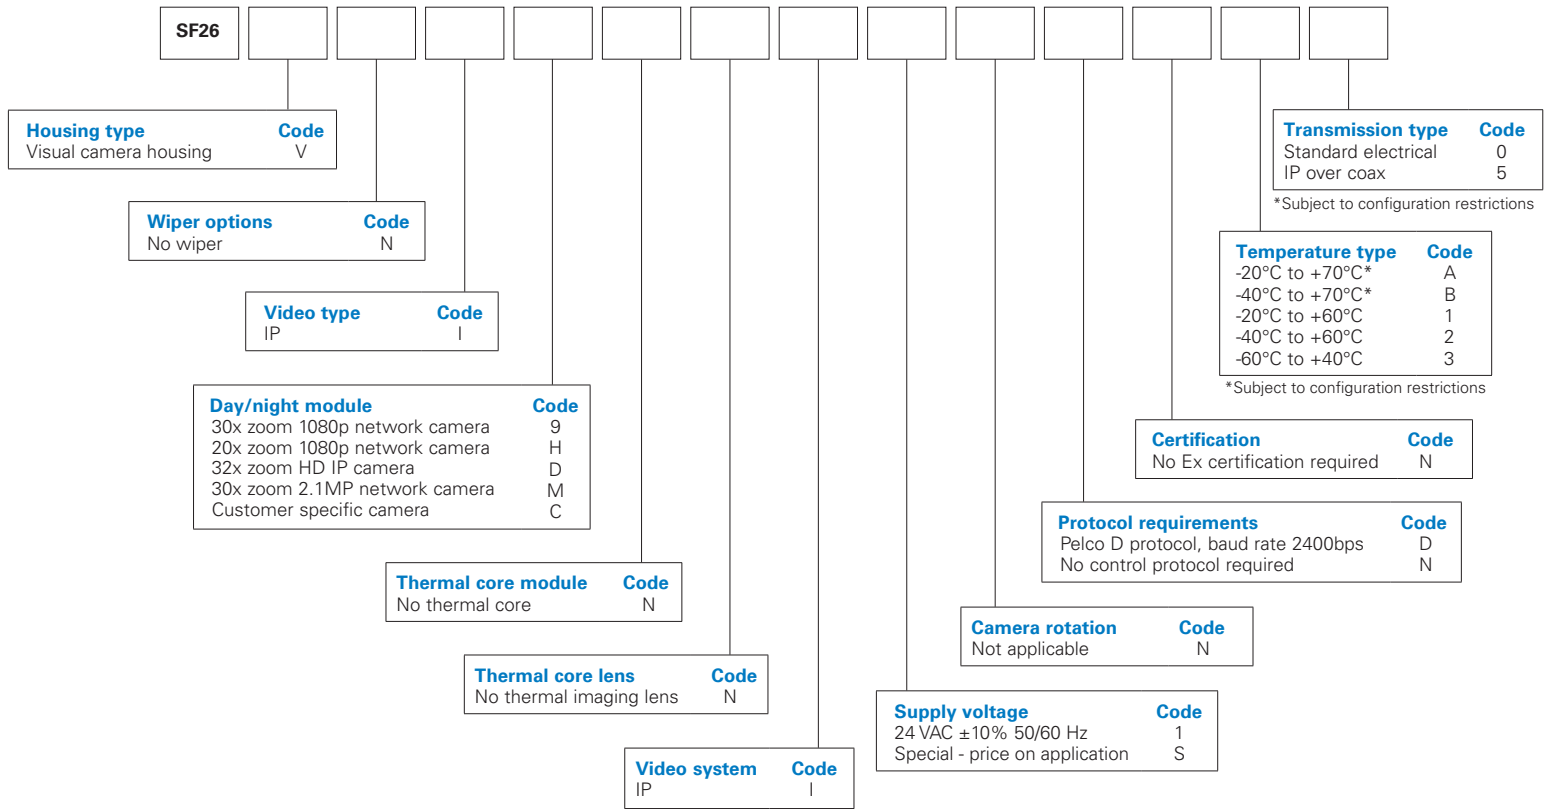 SF26
Housing type Code
Visual camera housing V
Wiper options Code
No wiper N
Video type Code
IP I
Day/night module Code
30x zoom 1080p network camera 9
20x zoom 1080p network camera H
32x zoom HD IP camera D
30x zoom 2.1MP network camera M
Customer specific camera C
Thermal core module Code
No thermal core N
Thermal core lens Code
No thermal imaging lens N
Video system Code
IP I
Supply voltage Code
24 VAC ±10% 50/60 Hz 1
Special - price on application S
Camera rotation Code
Not applicable N
Protocol requirements Code
Pelco D protocol, baud rate 2400bps D
No control protocol required N
Certification Code
No Ex certification required N
Temperature type Code
-20°C to +70°C* A
-40°C to +70°C* B
-20°C to +60°C 1
-40°C to +60°C 2
-60°C to +40°C 3
*Subject to configuration restrictions
Transmission type Code
Standard electrical 0
IP over coax 5
*Subject to configuration restrictions